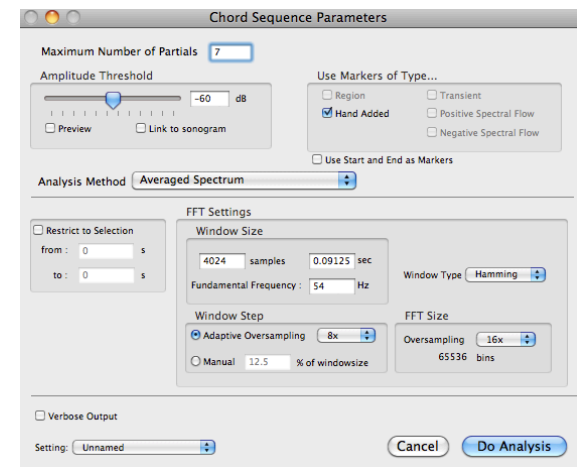 Chord Sequence Parameters
Maximum Number of Partials 7
Amplitude Threshold
-60 dB
Preview Link to sonogram
Use Markers of Type...
Region Transient
Hand Added Positive Spectral Flow
Negative Spectral Flow
Use Start and End as Markers
Analysis Method Averaged Spectrum
Restrict to Selection
from : 0 s
to : 0 s
FFT Settings
Window Size
4024 samples 0.09125 sec
Fundamental Frequency : 54 Hz
Window Type Hamming
Window Step
Adaptive Oversampling 8x
Manual 12.5 % of windowsize
FFT Size
Oversampling 16x
65536 bins
Verbose Output
Setting: Unnamed
Cancel Do Analysis